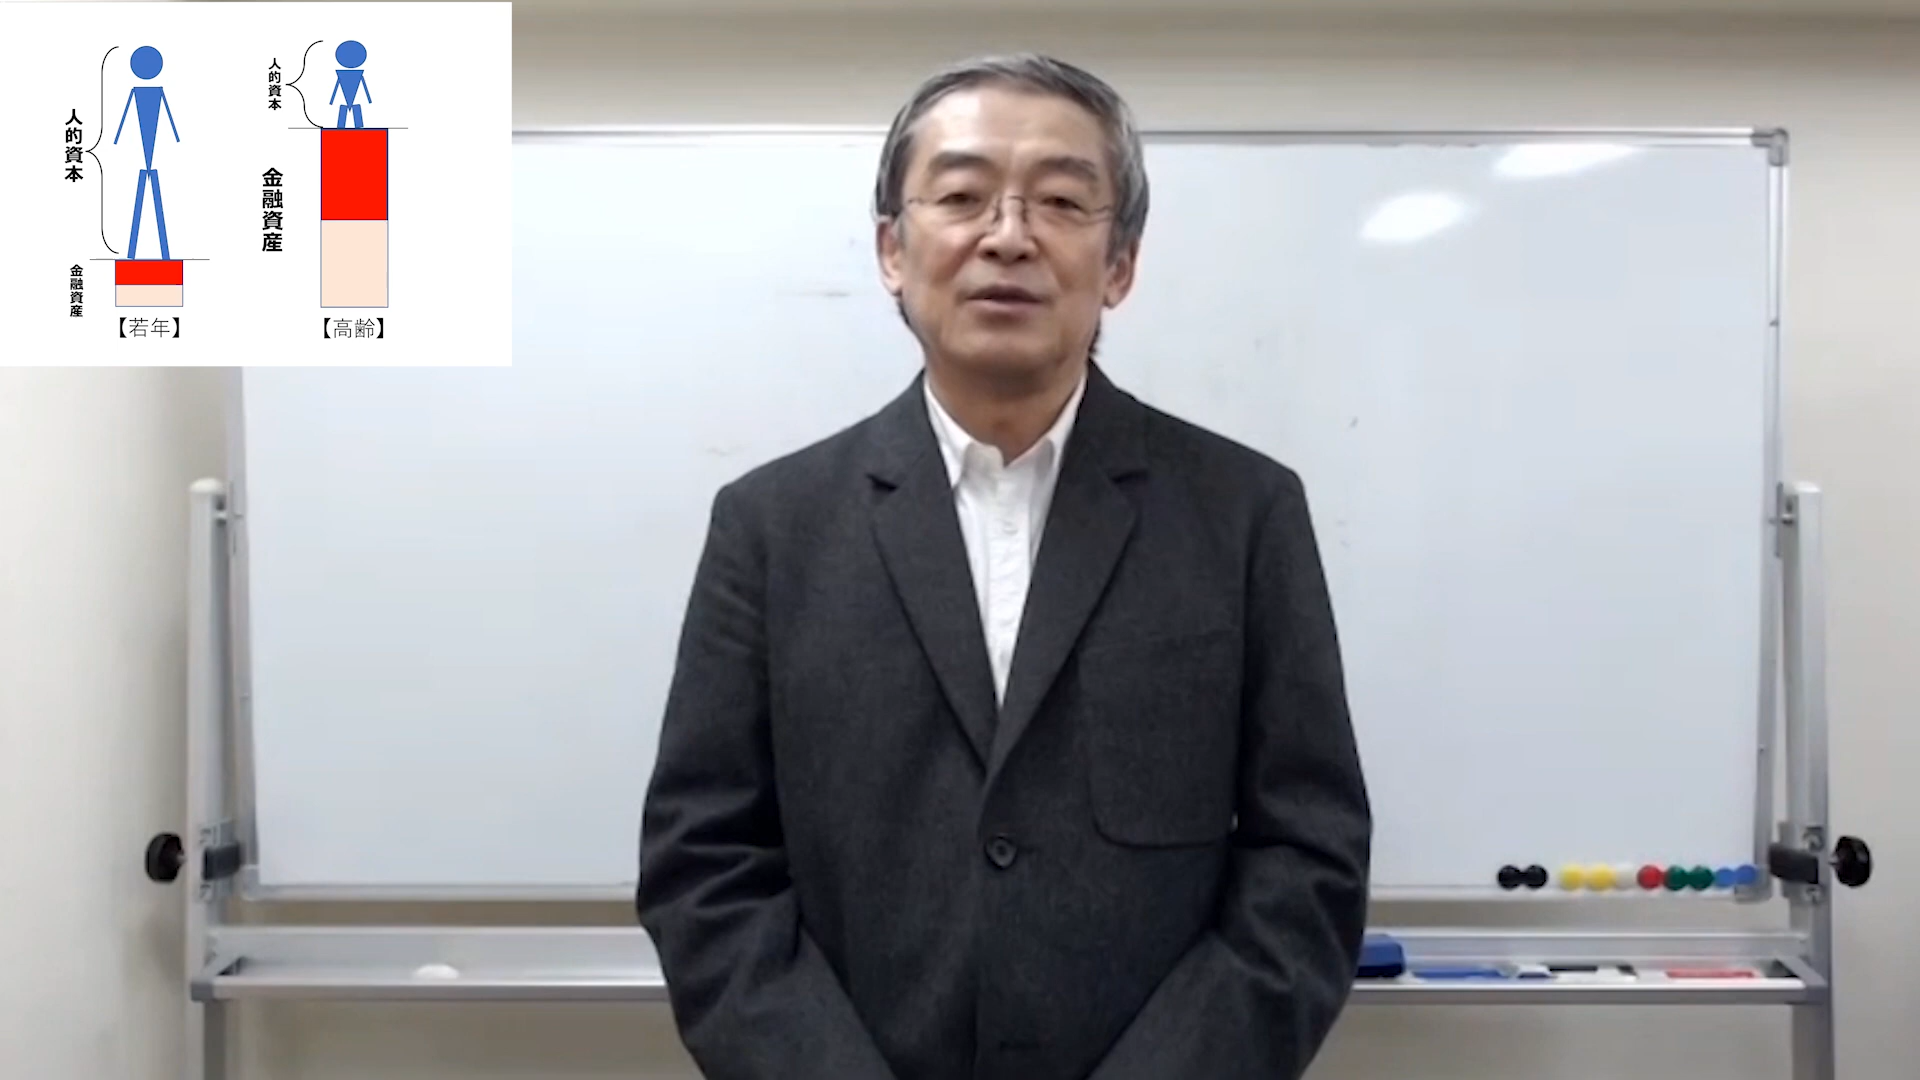 人的資本
金融資産
【若年】
人的資本
金融資産
【高齢】